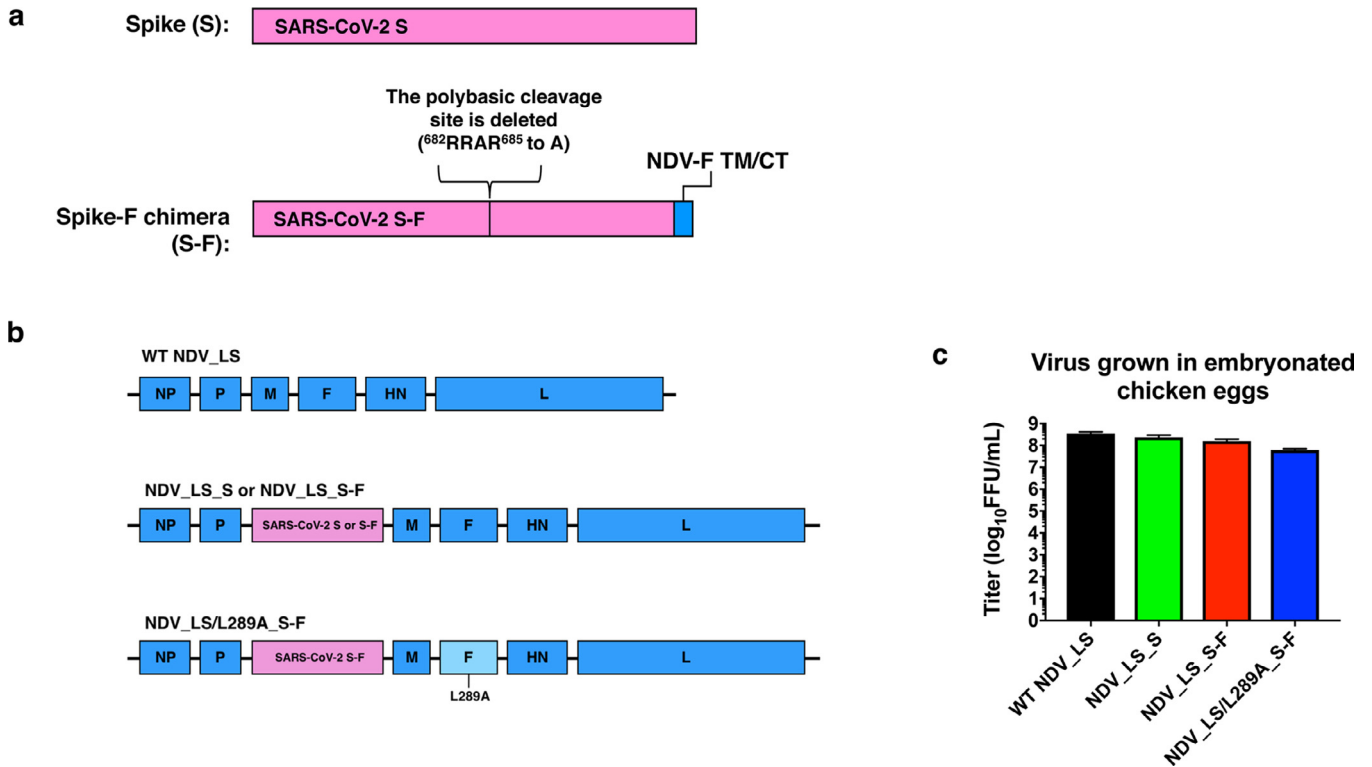 a
Spike (S):
SARS-CoV-2 S
The polybasic cleavage
site is deleted
(⁶⁸²RRAR⁶⁸⁵ to A)
NDV-F TM/CT
Spike-F chimera
(S-F):
SARS-CoV-2 S-F
b
WT NDV_LS
NP P M F HN L
NDV_LS_S or NDV_LS_S-F
NP P SARS-CoV-2 S or S-F M F HN L
NDV_LS/L289A_S-F
NP P SARS-CoV-2 S-F M F HN L
L289A
c
Virus grown in embryonated
chicken eggs
Titer (log₁₀FFU/mL)
9
8
7
6
5
4
3
2
1
0
WT NDV_LS
NDV_LS_S
NDV_LS_S-F
NDV_LS/L289A_S-F